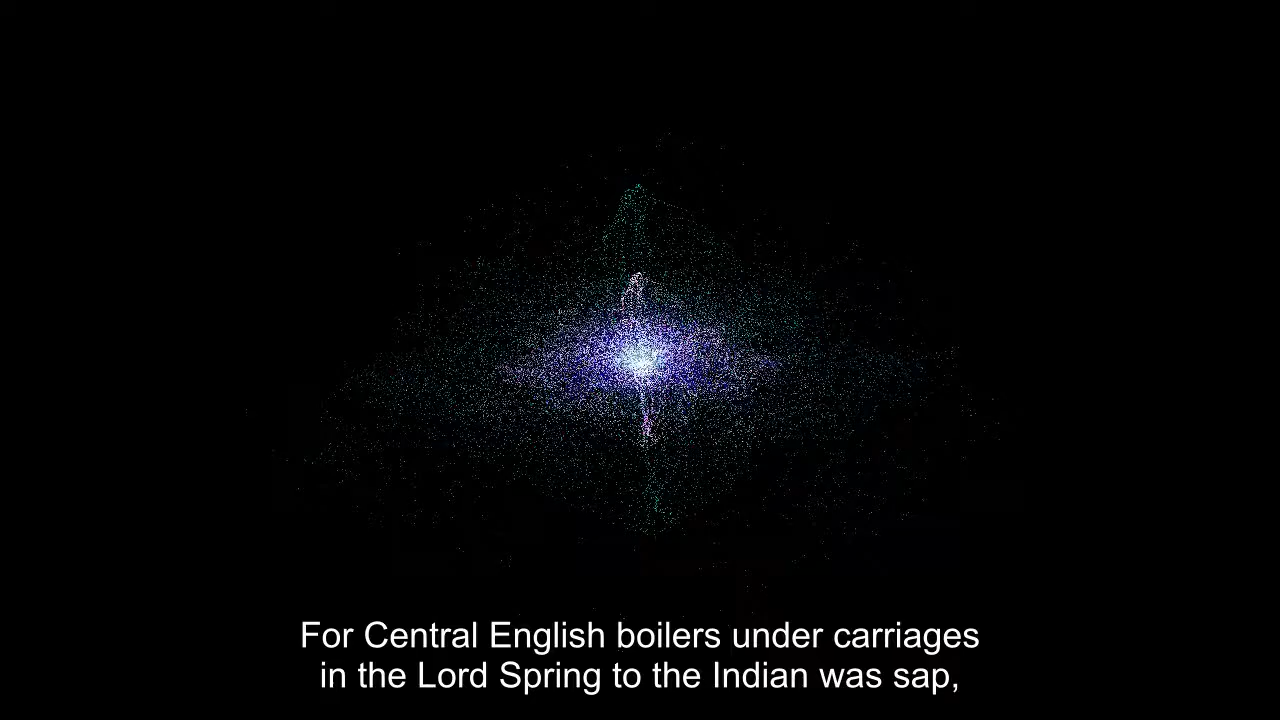 For Central English boilers under carriages
in the Lord Spring to the Indian was sap,